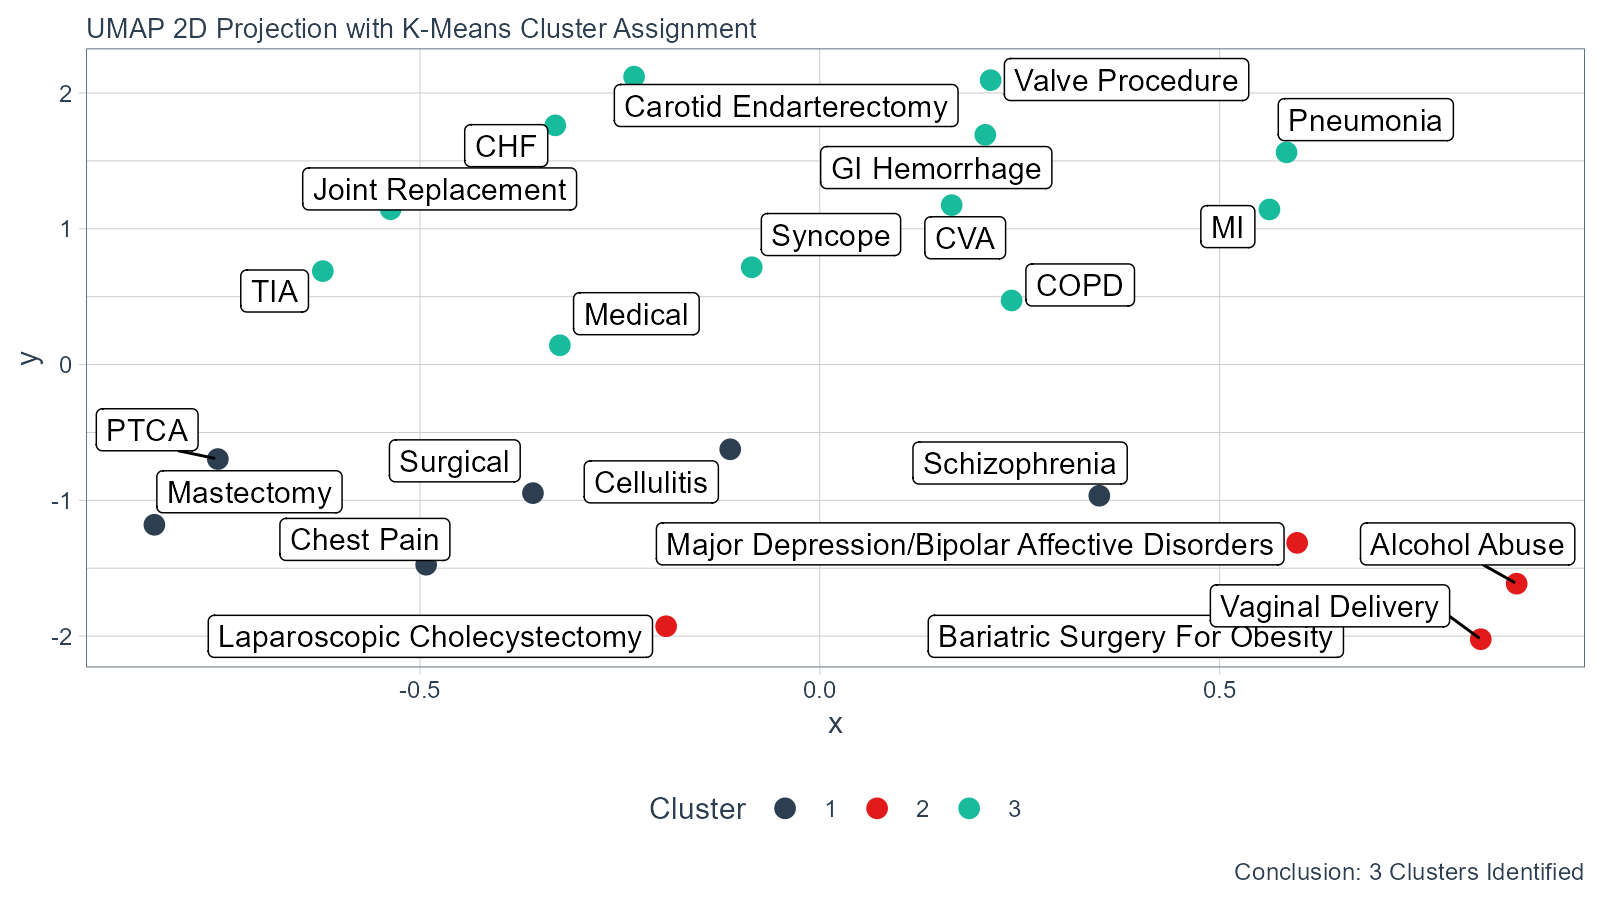 UMAP 2D Projection with K-Means Cluster Assignment
Valve Procedure
Carotid Endarterectomy
Pneumonia
CHF
GI Hemorrhage
Joint Replacement
Syncope
CVA
MI
TIA
COPD
Medical
PTCA
Surgical
Cellulitis
Schizophrenia
Mastectomy
Chest Pain
Major Depression/Bipolar Affective Disorders
Alcohol Abuse
Vaginal Delivery
Laparoscopic Cholecystectomy
Bariatric Surgery For Obesity
2
1
0
-1
-2
y
-0.5 0.0 0.5
x
Cluster 1 2 3
Conclusion: 3 Clusters Identified